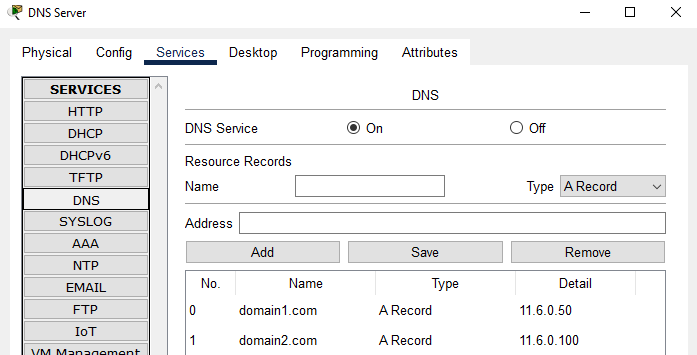 DNS Server
Physical Config Services Desktop Programming Attributes
SERVICES
HTTP
DHCP
DHCPv6
TFTP
DNS
SYSLOG
AAA
NTP
EMAIL
FTP
IoT
VM Management
DNS
DNS Service On Off
Resource Records
Name Type A Record
Address
Add Save Remove
No. Name Type Detail
0 domain1.com A Record 11.6.0.50
1 domain2.com A Record 11.6.0.100